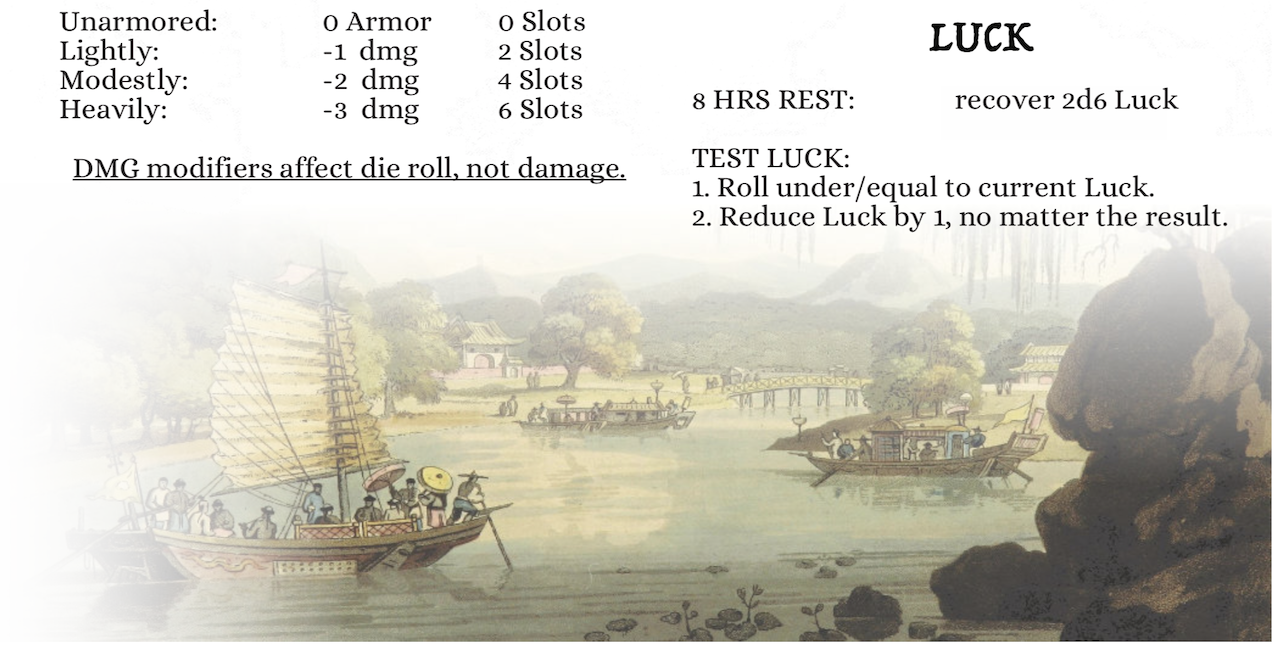 Unarmored: 0 Armor 0 Slots
Lightly: -1 dmg 2 Slots
Modestly: -2 dmg 4 Slots
Heavily: -3 dmg 6 Slots
DMG modifiers affect die roll, not damage.
LUCK
8 HRS REST: recover 2d6 Luck
TEST LUCK:
1. Roll under/equal to current Luck.
2. Reduce Luck by 1, no matter the result.